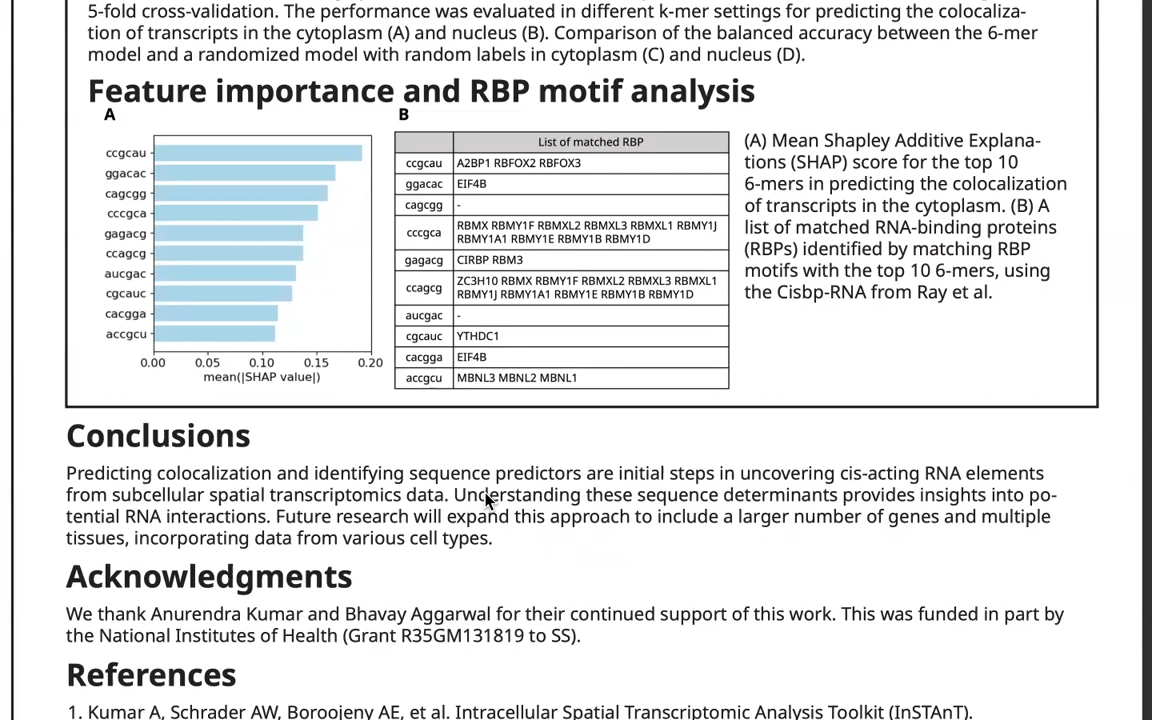 5-fold cross-validation. The performance was evaluated in different k-mer settings for predicting the colocaliza-
tion of transcripts in the cytoplasm (A) and nucleus (B). Comparison of the balanced accuracy between the 6-mer
model and a randomized model with random labels in cytoplasm (C) and nucleus (D).
Feature importance and RBP motif analysis
A
ccgcau
ggacac
cagcgg
cccgca
gagacg
ccagcg
aucgac
cgcauc
cacgga
accgcu
0.00 0.05 0.10 0.15 0.20
mean(|SHAP value|)
B
List of matched RBP
ccgcau A2BP1 RBFOX2 RBFOX3
ggacac EIF4B
cagcgg -
cccgca RBMX RBMY1F RBMXL2 RBMXL3 RBMXL1 RBMY1J
RBMY1A1 RBMY1E RBMY1B RBMY1D
gagacg CIRBP RBM3
ccagcg ZC3H10 RBMX RBMY1F RBMXL2 RBMXL3 RBMXL1
RBMY1J RBMY1A1 RBMY1E RBMY1B RBMY1D
aucgac -
cgcauc YTHDC1
cacgga EIF4B
accgcu MBNL3 MBNL2 MBNL1
(A) Mean Shapley Additive Explana-
tions (SHAP) score for the top 10
6-mers in predicting the colocalization
of transcripts in the cytoplasm. (B) A
list of matched RNA-binding proteins
(RBPs) identified by matching RBP
motifs with the top 10 6-mers, using
the Cisbp-RNA from Ray et al.
Conclusions
Predicting colocalization and identifying sequence predictors are initial steps in uncovering cis-acting RNA elements
from subcellular spatial transcriptomics data. Understanding these sequence determinants provides insights into po-
tential RNA interactions. Future research will expand this approach to include a larger number of genes and multiple
tissues, incorporating data from various cell types.
Acknowledgments
We thank Anurendra Kumar and Bhavay Aggarwal for their continued support of this work. This was funded in part by
the National Institutes of Health (Grant R35GM131819 to SS).
References
1. Kumar A, Schrader AW, Boroojeny AE, et al. Intracellular Spatial Transcriptomic Analysis Toolkit (InSTAnT).